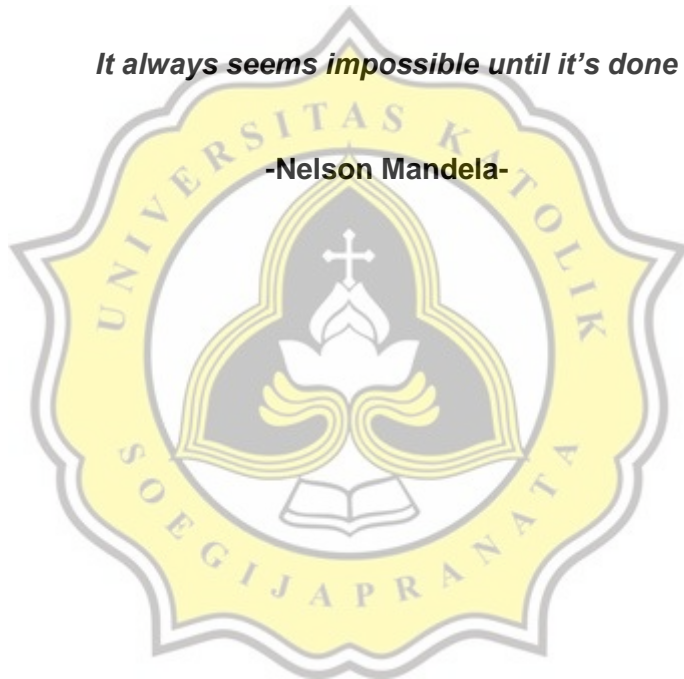 It always seems impossible until it’s done
-Nelson Mandela-
UNIVERSITAS KATOLIK
SOEGIJAPRANATA